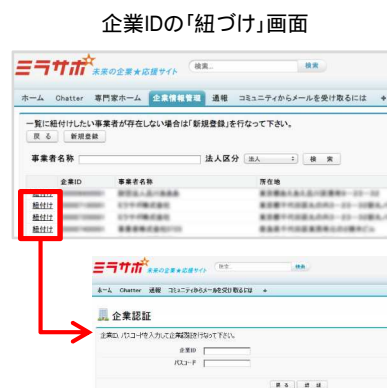 企業IDの「紐づけ」画面
ミラサポ 未来の企業★応援サイト 検索... 検索
ホーム Chatter 専門家ホーム 企業情報管理 通報 コミュニティからメールを受け取るには +
一覧に紐付けしたい事業者が存在しない場合は「新規登録」を行なって下さい。
戻 る 新規登録
事業者名称 法人区分 法人 検 索
企業ID 事業者名称 所在地
紐付け
紐付け
紐付け
紐付け
ミラサポ 未来の企業★応援サイト 検索... 検索
ホーム Chatter 通報 コミュニティからメールを受け取るには +
企業認証
企業ID、パスコードを入力して企業認証を行なって下さい。
企業ID
パスコード
戻 る 認 証